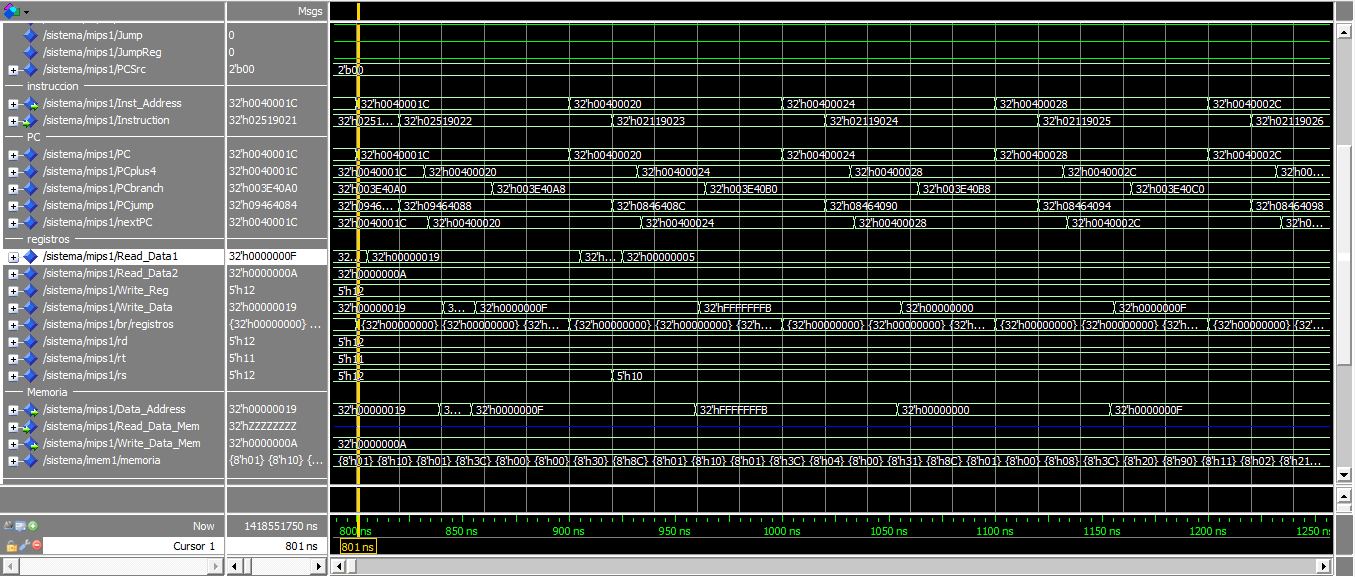 Msgs
/sistema/mips1/Jump 0
/sistema/mips1/JumpReg 0
/sistema/mips1/PCSrc 2'b00 2'b00
instruccion
/sistema/mips1/Inst_Address 32'h0040001C 32'h0040001C 32'h00400020 32'h00400024 32'h00400028 32'h0040002C
/sistema/mips1/Instruction 32'h02519021 32'h0251... 32'h02519022 32'h02119023 32'h02119024 32'h02119025 32'h02119026
PC
/sistema/mips1/PC 32'h0040001C 32'h0040001C 32'h00400020 32'h00400024 32'h00400028 32'h0040002C
/sistema/mips1/PCplus4 32'h0040001C 32'h0040001C 32'h00400020 32'h00400024 32'h00400028 32'h0040002C 32'h00...
/sistema/mips1/PCbranch 32'h003E40A0 32'h003E40A0 32'h003E40A8 32'h003E40B0 32'h003E40B8 32'h003E40C0
/sistema/mips1/PCjump 32'h09464084 32'h0946... 32'h09464088 32'h0846408C 32'h08464090 32'h08464094 32'h08464098
/sistema/mips1/nextPC 32'h0040001C 32'h0040001C 32'h00400020 32'h00400024 32'h00400028 32'h0040002C 32'h0...
registros
/sistema/mips1/Read_Data1 32'h0000000F 32... 32'h00000019 32'h... 32'h00000005
/sistema/mips1/Read_Data2 32'h0000000A 32'h0000000A
/sistema/mips1/Write_Reg 5'h12 5'h12
/sistema/mips1/Write_Data 32'h00000019 32'h00000019 3... 32'h0000000F 32'hFFFFFFFB 32'h00000000 32'h0000000F
/sistema/mips1/br/registros {32'h00000000} ... {32'h00000000} {32'h00000000} {32'h... {32'h00000000} {32'h00000000} {32'h... {32'h00000000} {32'h00000000} {32'h... {32'h00000000} {32'h00000000} {32'h... {32'h00000000} {32'...
/sistema/mips1/rd 5'h12 5'h12
/sistema/mips1/rt 5'h11 5'h11
/sistema/mips1/rs 5'h12 5'h12 5'h10
Memoria
/sistema/mips1/Data_Address 32'h00000019 32'h00000019 3... 32'h0000000F 32'hFFFFFFFB 32'h00000000 32'h0000000F
/sistema/mips1/Read_Data_Mem 32'hZZZZZZZZ
/sistema/mips1/Write_Data_Mem 32'h0000000A 32'h0000000A
/sistema/imem1/memoria {8'h01} {8'h10} {... {8'h01} {8'h10} {8'h01} {8'h3C} {8'h00} {8'h00} {8'h30} {8'h8C} {8'h01} {8'h10} {8'h01} {8'h3C} {8'h04} {8'h00} {8'h31} {8'h8C} {8'h01} {8'h00} {8'h08} {8'h3C} {8'h20} {8'h90} {8'h11} {8'h02} {8'h21...
Now 1418551750 ns 800 ns 850 ns 900 ns 950 ns 1000 ns 1050 ns 1100 ns 1150 ns 1200 ns 1250 ns
Cursor 1 801 ns 801 ns